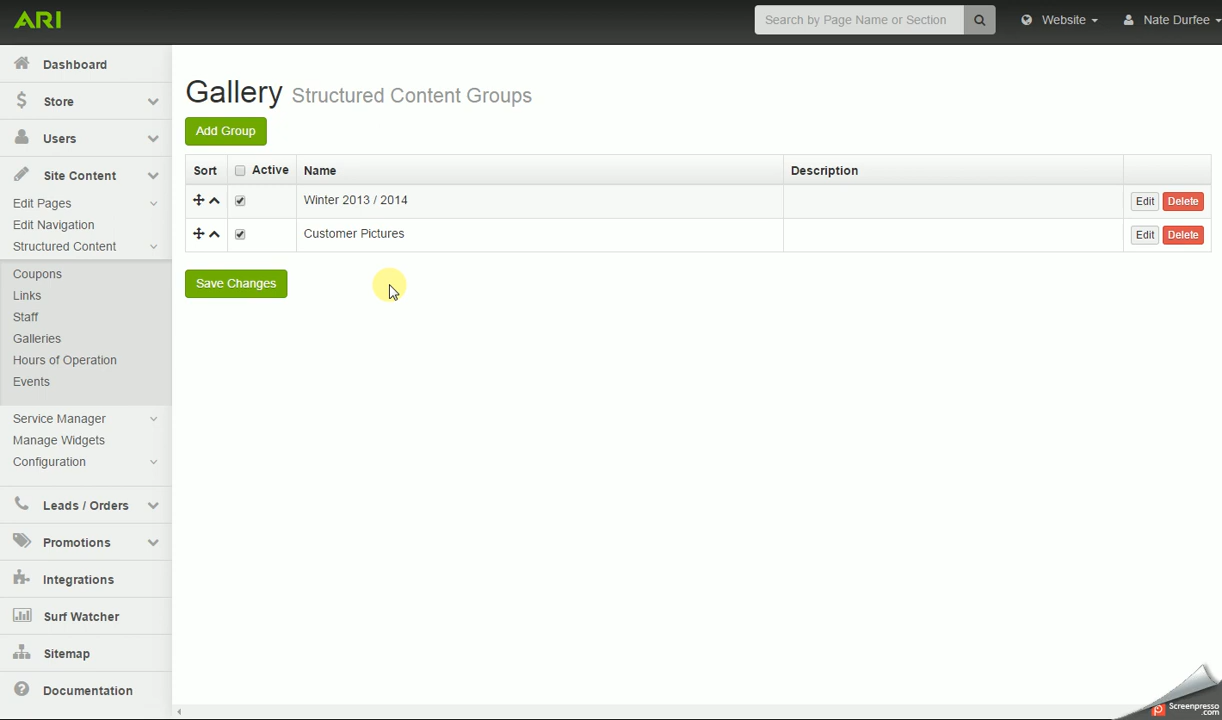 ARI
Search by Page Name or Section
Website
Nate Durfee
Dashboard
Store
Users
Site Content
Edit Pages
Edit Navigation
Structured Content
Coupons
Links
Staff
Galleries
Hours of Operation
Events
Service Manager
Manage Widgets
Configuration
Leads / Orders
Promotions
Integrations
Surf Watcher
Sitemap
Documentation
Gallery Structured Content Groups
Add Group
Sort Active Name Description
Winter 2013 / 2014 Edit Delete
Customer Pictures Edit Delete
Save Changes
Screenpresso
.com